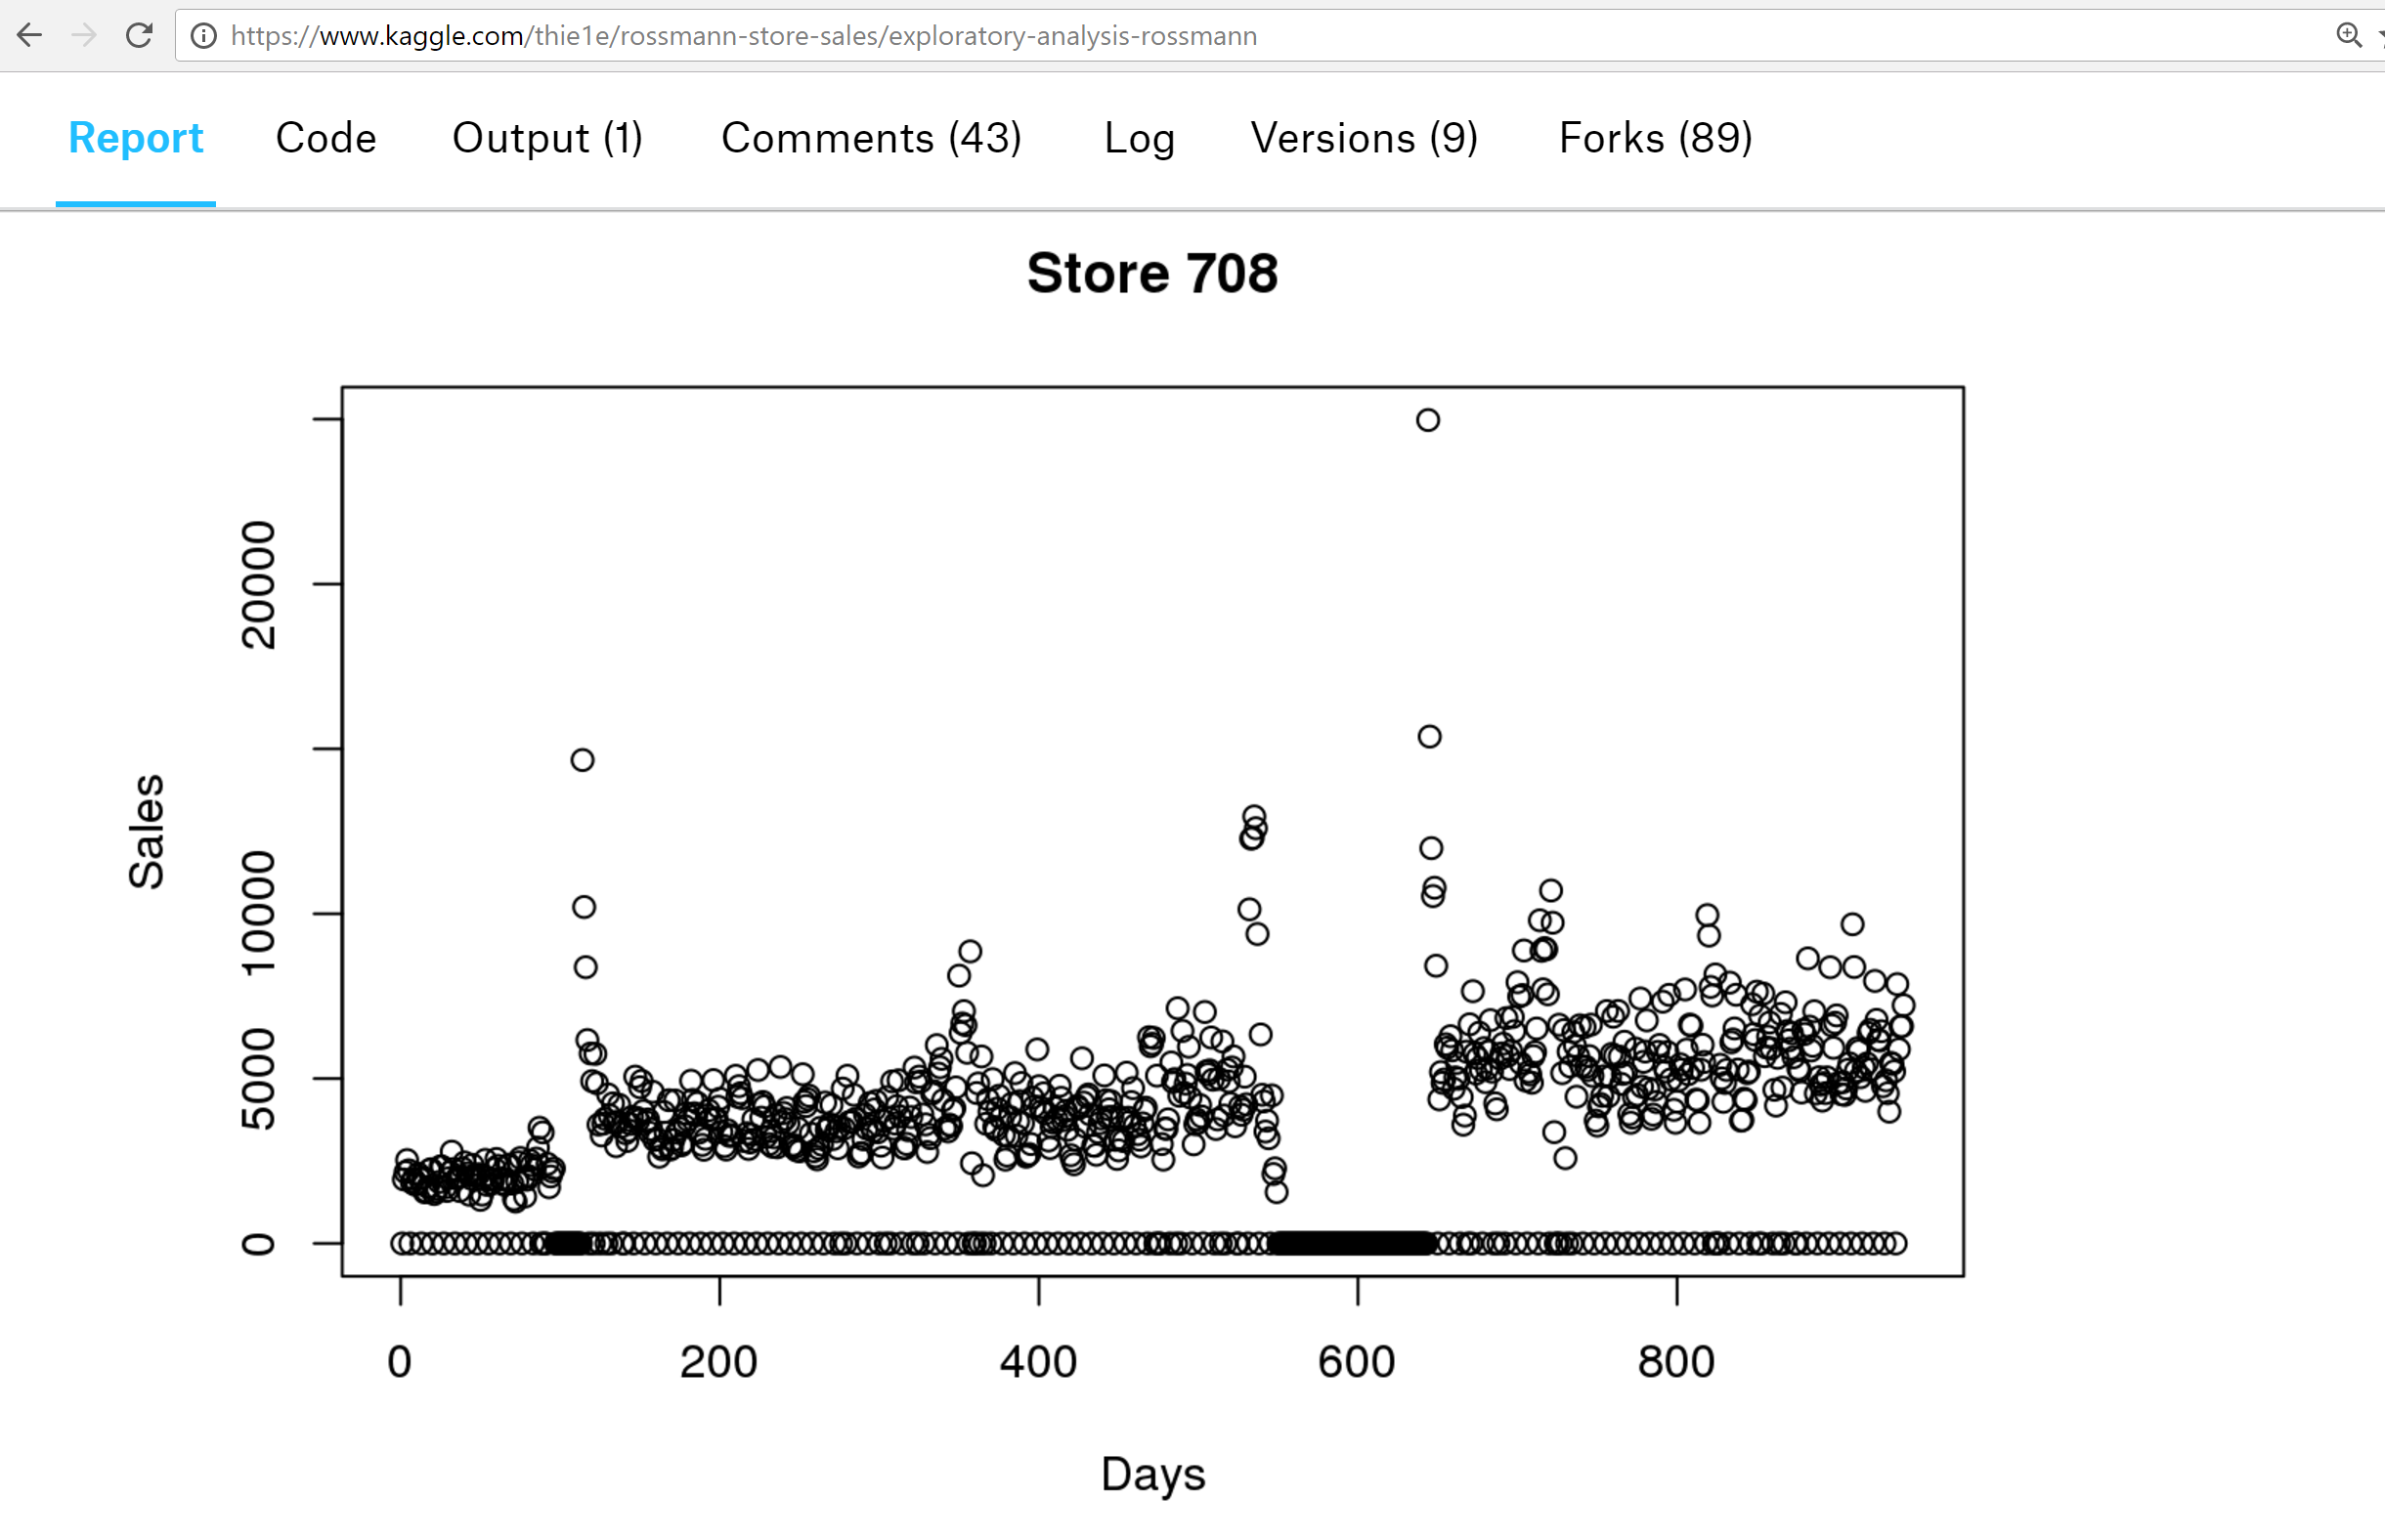 https://www.kaggle.com/thie1e/rossmann-store-sales/exploratory-analysis-rossmann
Report Code Output (1) Comments (43) Log Versions (9) Forks (89)
Store 708
Sales
20000
10000
5000
0
0 200 400 600 800
Days